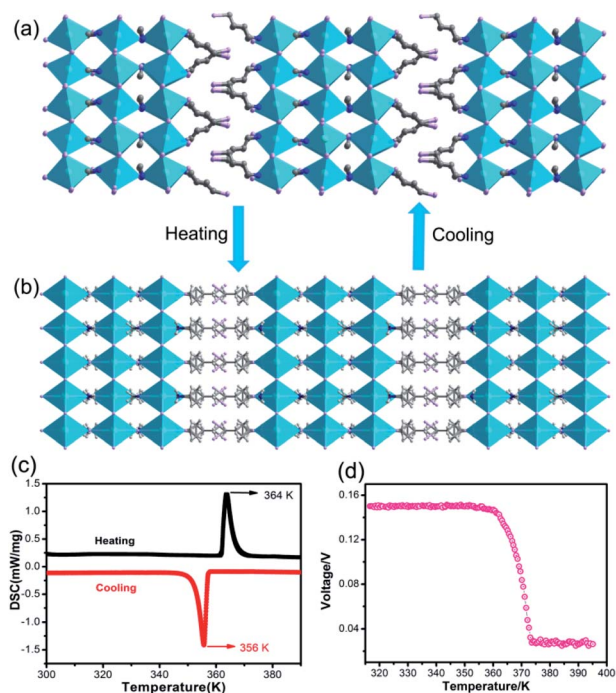 (a)
Heating
Cooling
(b)
(c)
1.5
1.0
0.5
0.0
-0.5
-1.0
-1.5
DSC(mW/mg)
364 K
Heating
Cooling
356 K
300 320 340 360 380
Temperature(K)
(d)
0.16
0.12
0.08
0.04
Voltage/V
320 330 340 350 360 370 380 390 400
Temperature/K